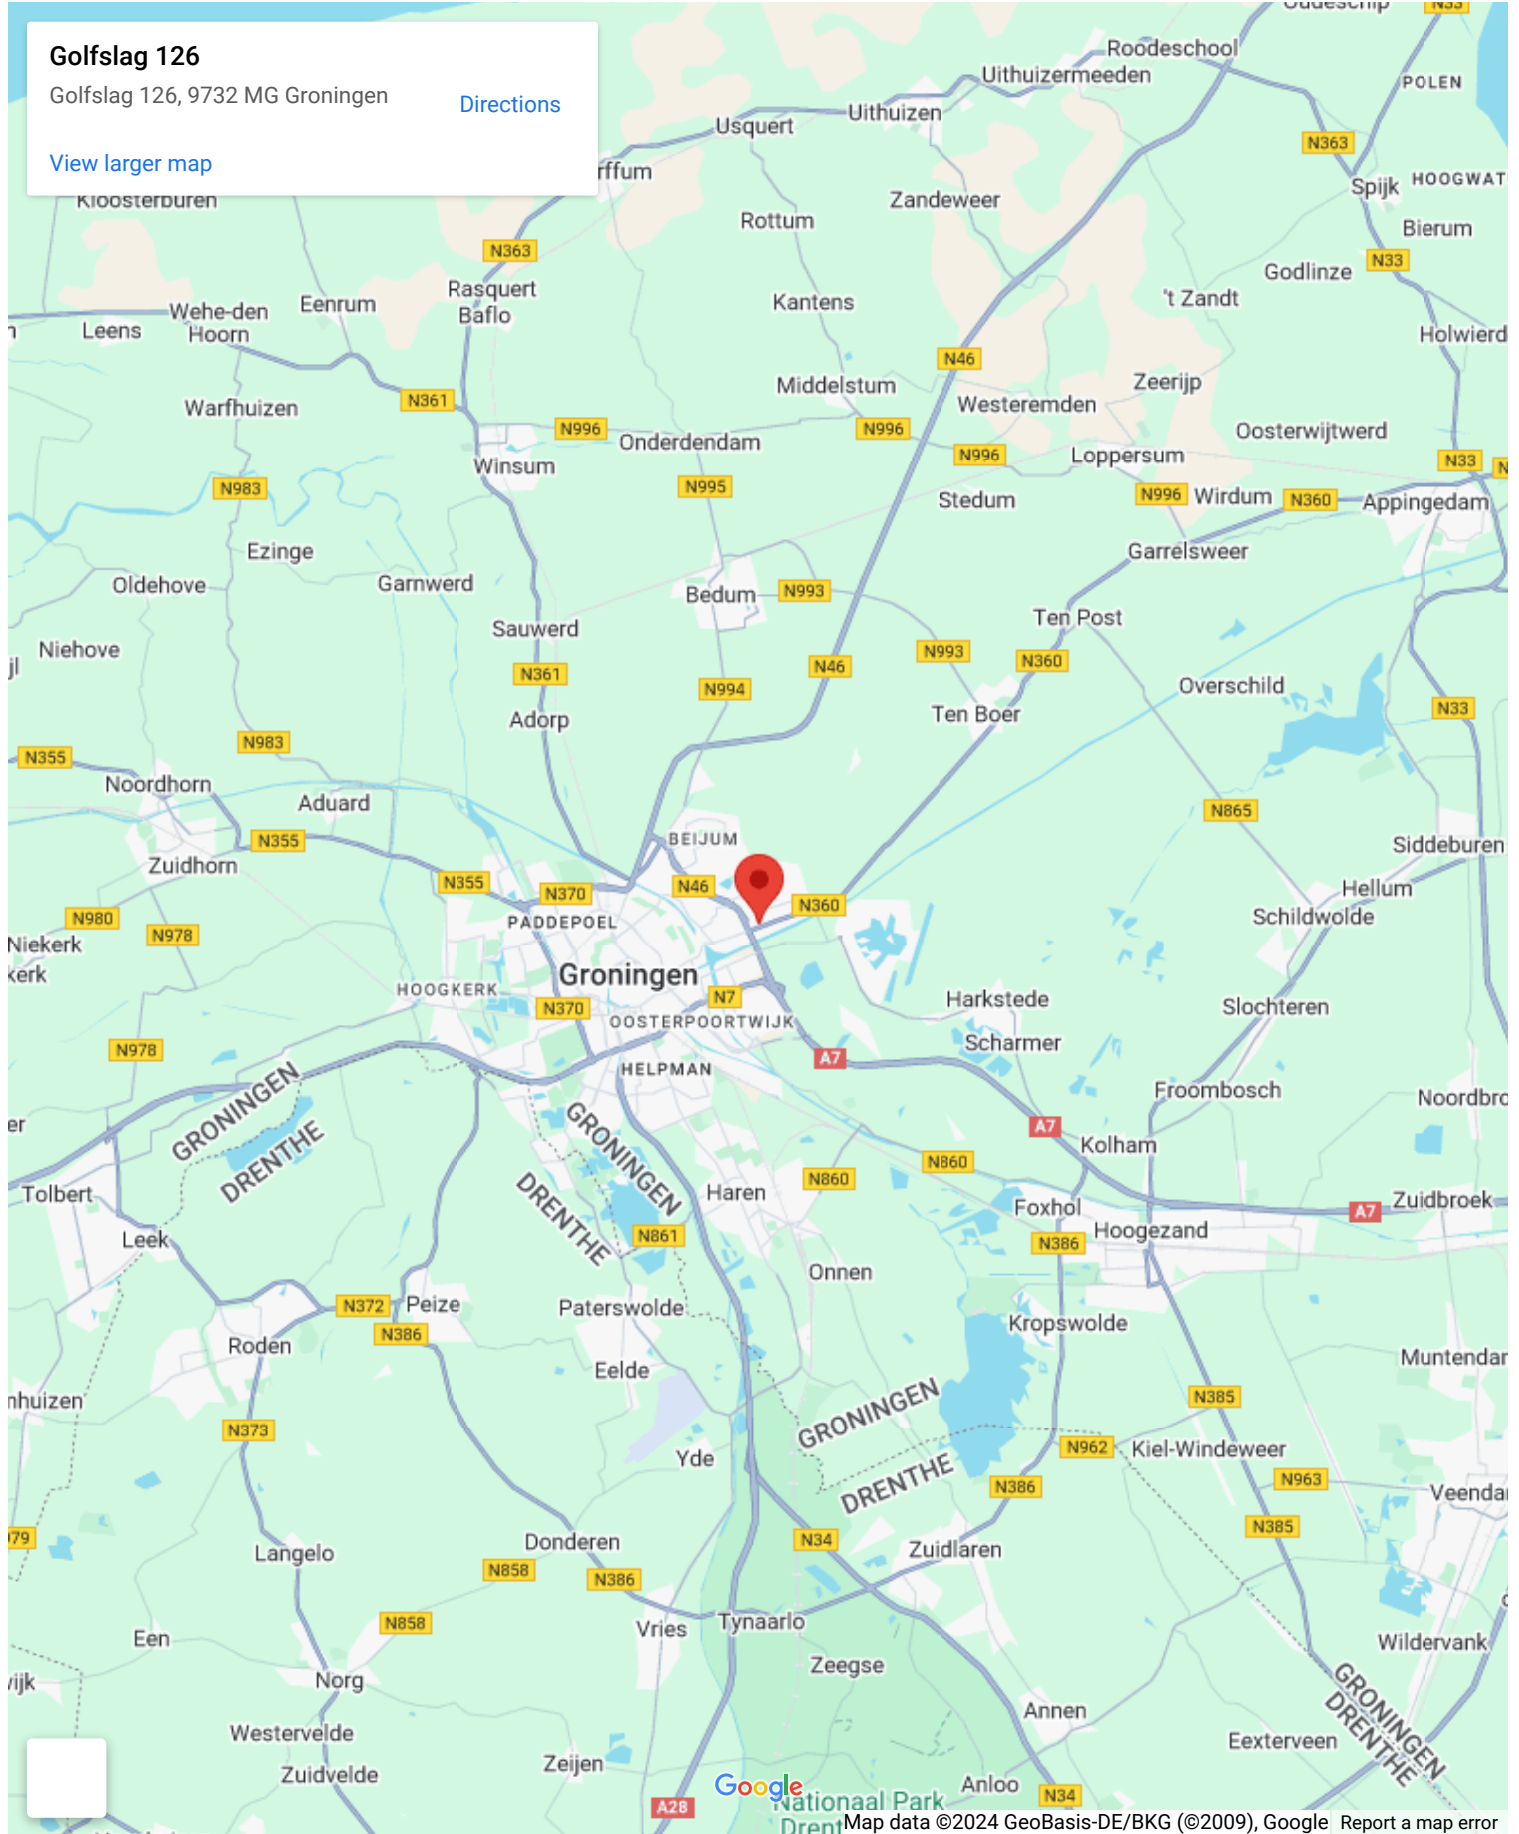 Golfslag 126
Golfslag 126, 9732 MG Groningen
Directions
View larger map
N33
Roodeschool
Uithuizermeeden
POLEN
Uithuizen
Usquert
N363
Spijk
HOOGWAT
Kloosterburen
Zandeweer
Rottum
Bierum
N363
N33
Godlinze
Rasquert
Baflo
't Zandt
Kantens
Eenrum
Wehe-den
Hoorn
Leens
Holwierd
N46
Middelstum
Zeerijp
N361
Westeremden
Warfhuizen
N996
N996
Onderdendam
Oosterwijtwerd
N996
Loppersum
N33
Winsum
N983
N995
Stedum
N996
Wirdum
N360
Appingedam
Ezinge
Garrelsweer
Oldehove
Garnwerd
Bedum
N993
Ten Post
Sauwerd
Niehove
N993
N360
N361
N46
N994
Overschild
Adorp
Ten Boer
N33
N983
N355
Noordhorn
Aduard
N865
N355
BEIJUM
Siddeburen
Zuidhorn
N355
N370
N46
Hellum
N360
N980
PADDEPOEL
Schildwolde
N978
Niekerk
kerk
Groningen
HOOGKERK
N7
Harkstede
N370
Slochteren
OOSTERPOORTWIJK
Scharmer
N978
A7
HELPMAN
Froombosch
GRONINGEN
DRENTHE
GRONINGEN
DRENTHE
Noordbro
er
A7
Kolham
N860
N860
Tolbert
Haren
Foxhol
A7
Zuidbroek
Leek
N861
N386
Hoogezand
Onnen
N372
Peize
Paterswolde
Kropswolde
N386
Roden
Eelde
Muntendar
nhuizen
GRONINGEN
DRENTHE
N385
N373
N962
Kiel-Windeweer
Yde
N386
N963
Veenda
N385
N34
Donderen
Zuidlaren
Langelo
N858
N386
N858
Tynaarlo
Vries
Een
Wildervank
Zeegse
Norg
GRONINGEN
DRENTHE
Annen
Westervelde
Eexterveen
Zeijen
Zuidvelde
Anloo
N34
Google
A28
Nationaal Park
Drent
Map data ©2024 GeoBasis-DE/BKG (©2009), Google
Report a map error